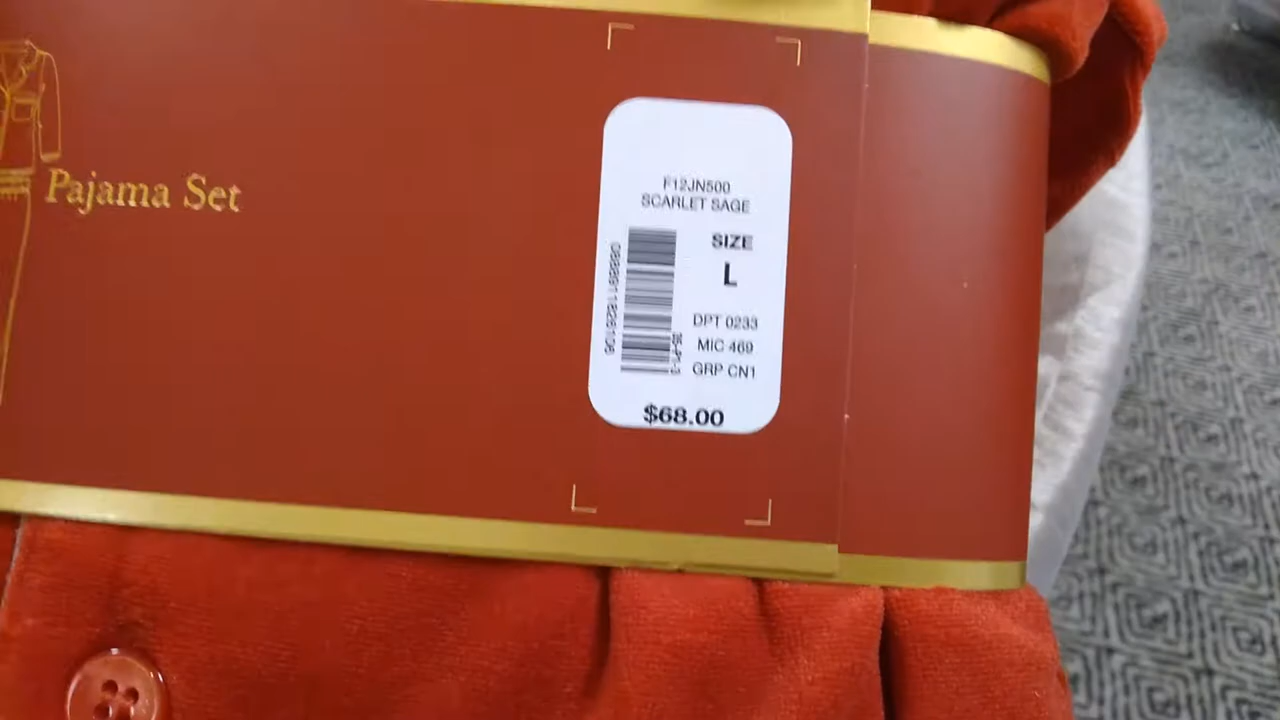 Pajama Set
F12JN500
SCARLET SAGE
SIZE
L
DPT 0233
MIC 469
GRP CN1
$68.00